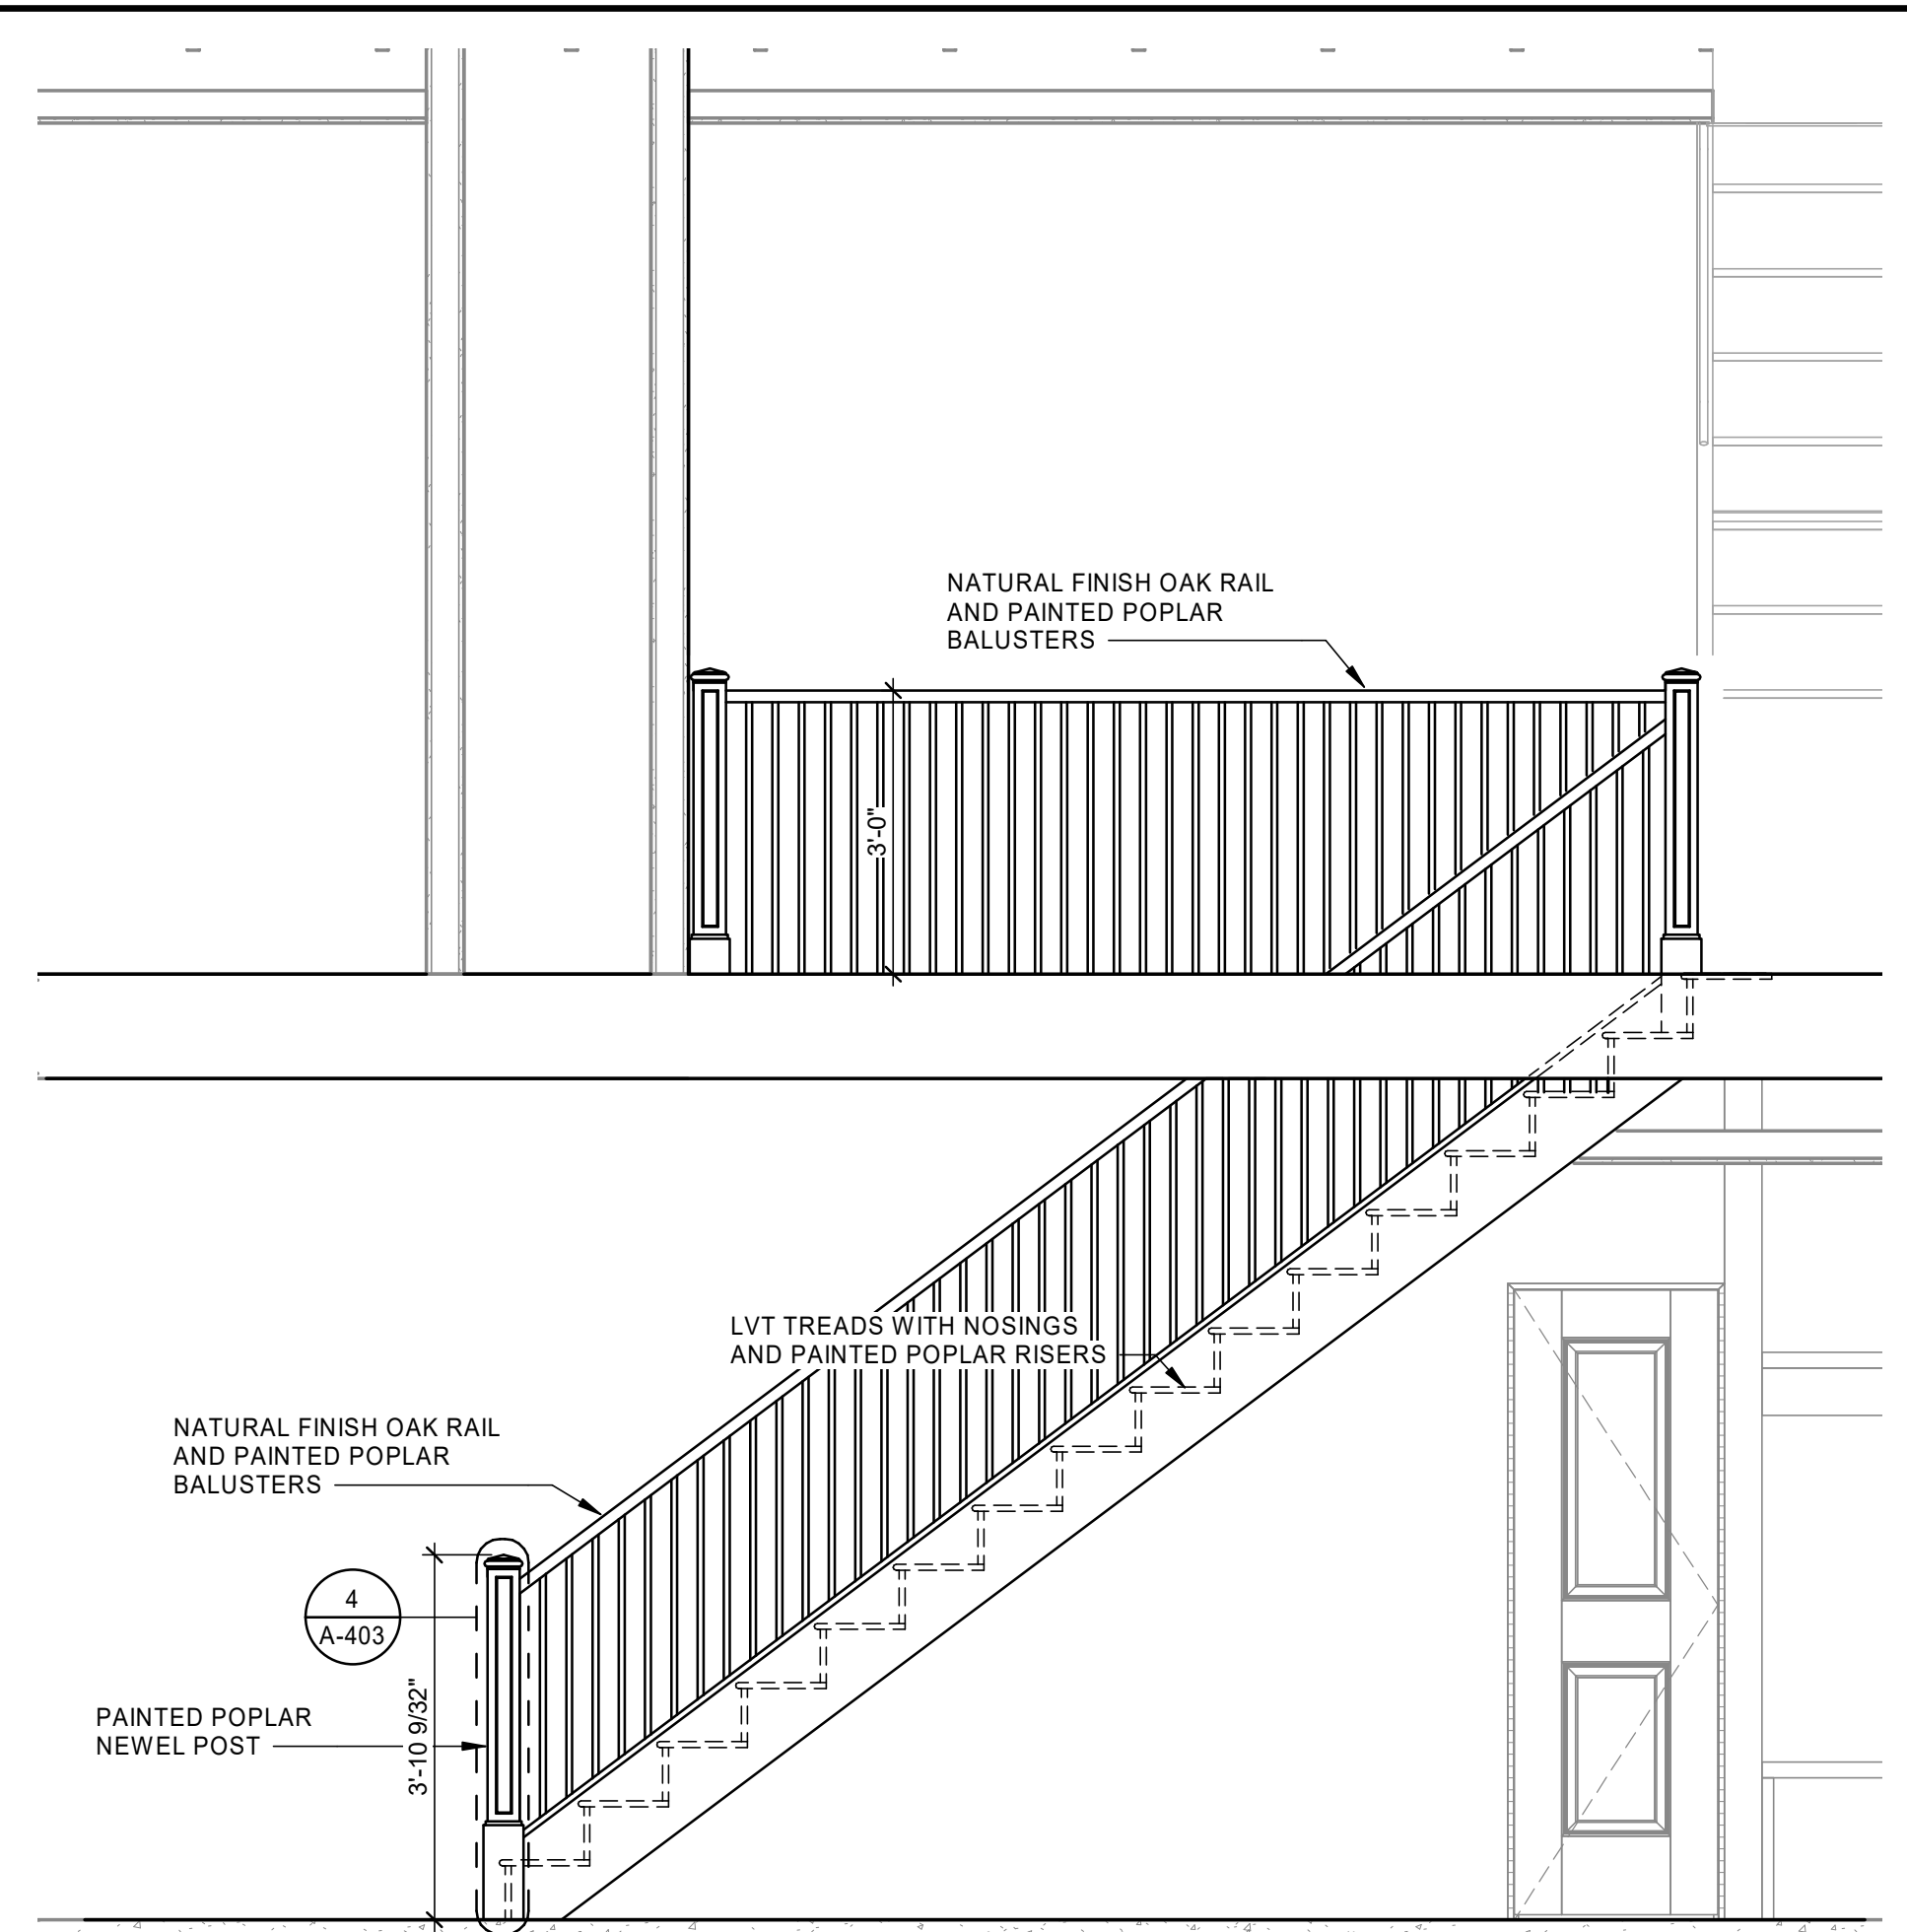 NATURAL FINISH OAK RAIL
AND PAINTED POPLAR
BALUSTERS
3'-0"
LVT TREADS WITH NOSINGS
AND PAINTED POPLAR RISERS
NATURAL FINISH OAK RAIL
AND PAINTED POPLAR
BALUSTERS
4
A-403
3'-10 9/32"
PAINTED POPLAR
NEWEL POST